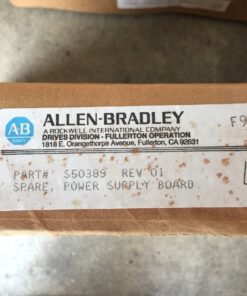 AB
ALLEN-BRADLEY
A ROCKWELL INTERNATIONAL COMPANY
DRIVES DIVISION - FULLERTON OPERATION
1818 E. Orangethorpe Avenue, Fullerton, CA 92631
F9
PART# S50389 REV 01
SPARE, POWER SUPPLY BOARD